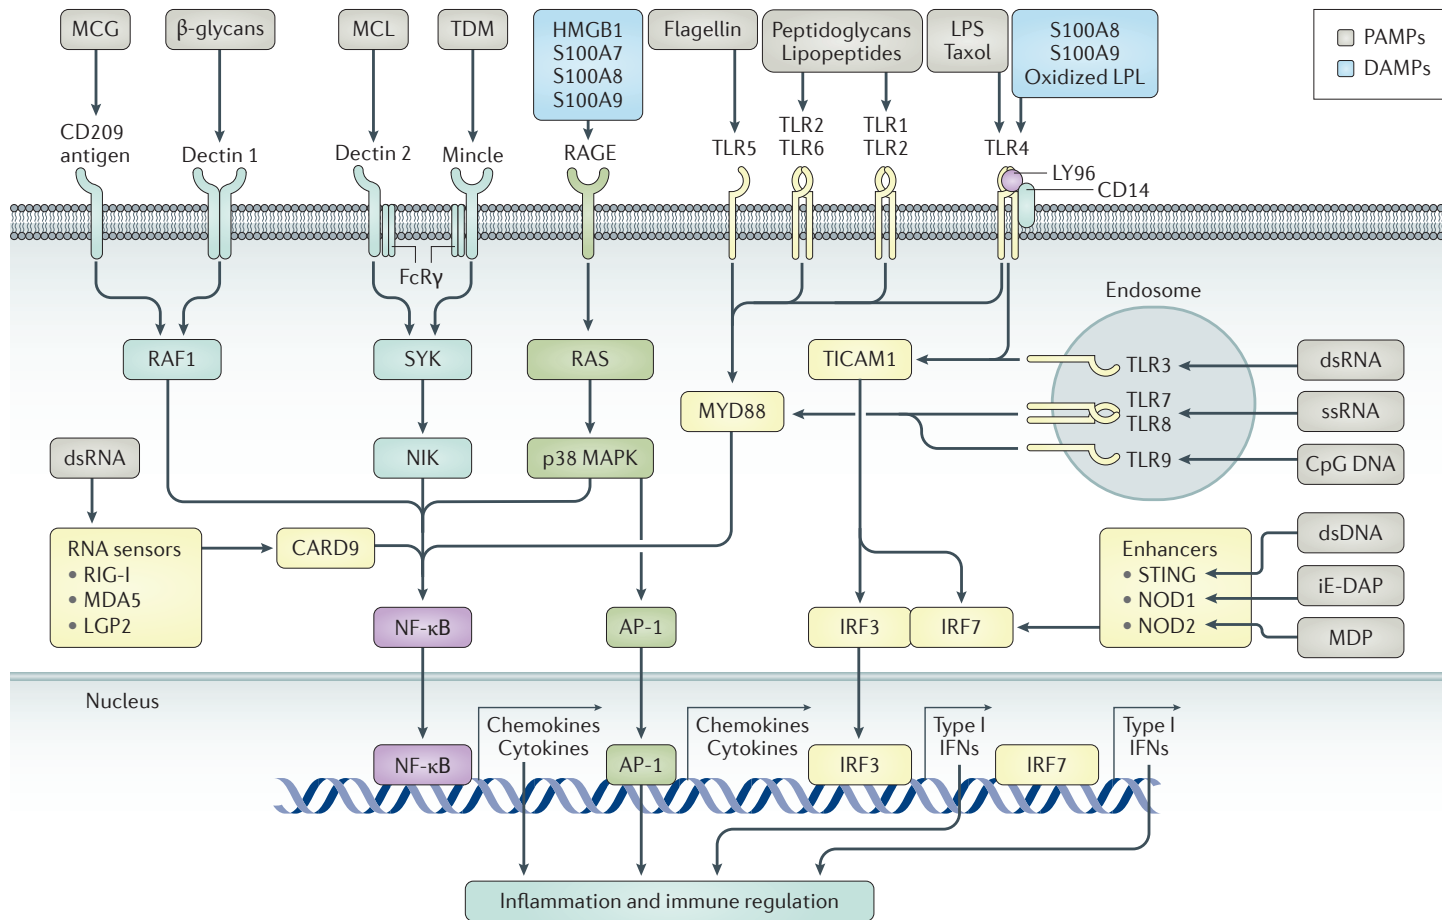 MCG
β-glycans
MCL
TDM
HMGB1
S100A7
S100A8
S100A9
Flagellin
Peptidoglycans
Lipopeptides
LPS
Taxol
S100A8
S100A9
Oxidized LPL
PAMPs
DAMPs
CD209
antigen
Dectin 1
Dectin 2
Mincle
RAGE
TLR5
TLR2
TLR6
TLR1
TLR2
TLR4
LY96
CD14
FcRγ
Endosome
RAF1
SYK
RAS
TICAM1
TLR3
dsRNA
MYD88
TLR7
TLR8
ssRNA
dsRNA
NIK
p38 MAPK
TLR9
CpG DNA
RNA sensors
• RIG-I
• MDA5
• LGP2
CARD9
Enhancers
• STING
• NOD1
• NOD2
dsDNA
iE-DAP
MDP
NF-κB
AP-1
IRF3
IRF7
Nucleus
Chemokines
Cytokines
Chemokines
Cytokines
Type I
IFNs
Type I
IFNs
NF-κB
AP-1
IRF3
IRF7
Inflammation and immune regulation